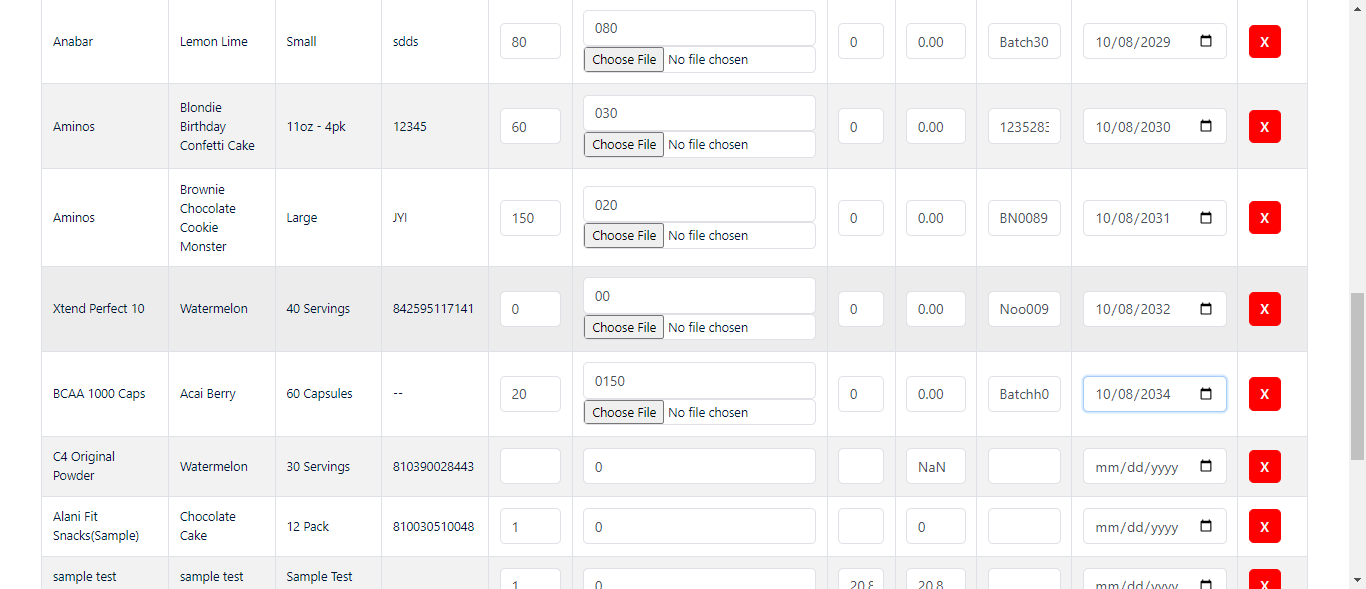 Anabar Lemon Lime Small sdds 80 080 0 0.00 Batch30 10/08/2029 X
Choose File No file chosen
Aminos Blondie Birthday Confetti Cake 11oz - 4pk 12345 60 030 0 0.00 1235283 10/08/2030 X
Choose File No file chosen
Aminos Brownie Chocolate Cookie Monster Large JYI 150 020 0 0.00 BN0089 10/08/2031 X
Choose File No file chosen
Xtend Perfect 10 Watermelon 40 Servings 842595117141 0 00 0 0.00 Noo009 10/08/2032 X
Choose File No file chosen
BCAA 1000 Caps Acai Berry 60 Capsules -- 20 0150 0 0.00 Batchh0 10/08/2034 X
Choose File No file chosen
C4 Original Powder Watermelon 30 Servings 810390028443 0 NaN mm/dd/yyyy X
Alani Fit Snacks(Sample) Chocolate Cake 12 Pack 810030510048 1 0 0 mm/dd/yyyy X
sample test sample test Sample Test 1 0 20.8 20.8 mm/dd/yyyy X